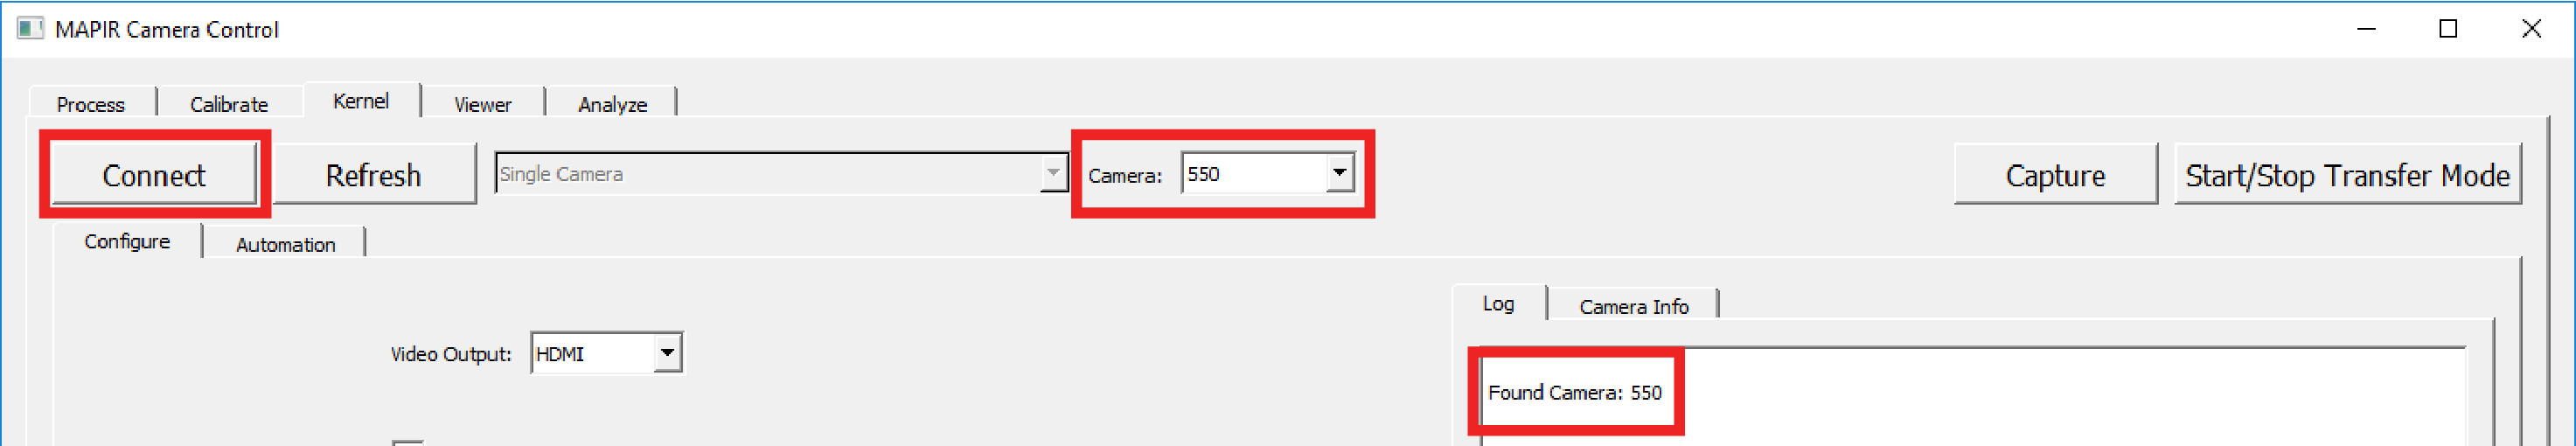 MAPIR Camera Control
Process Calibrate Kernel Viewer Analyze
Connect Refresh Single Camera Camera: 550 Capture Start/Stop Transfer Mode
Configure Automation
Log Camera Info
Video Output: HDMI
Found Camera: 550